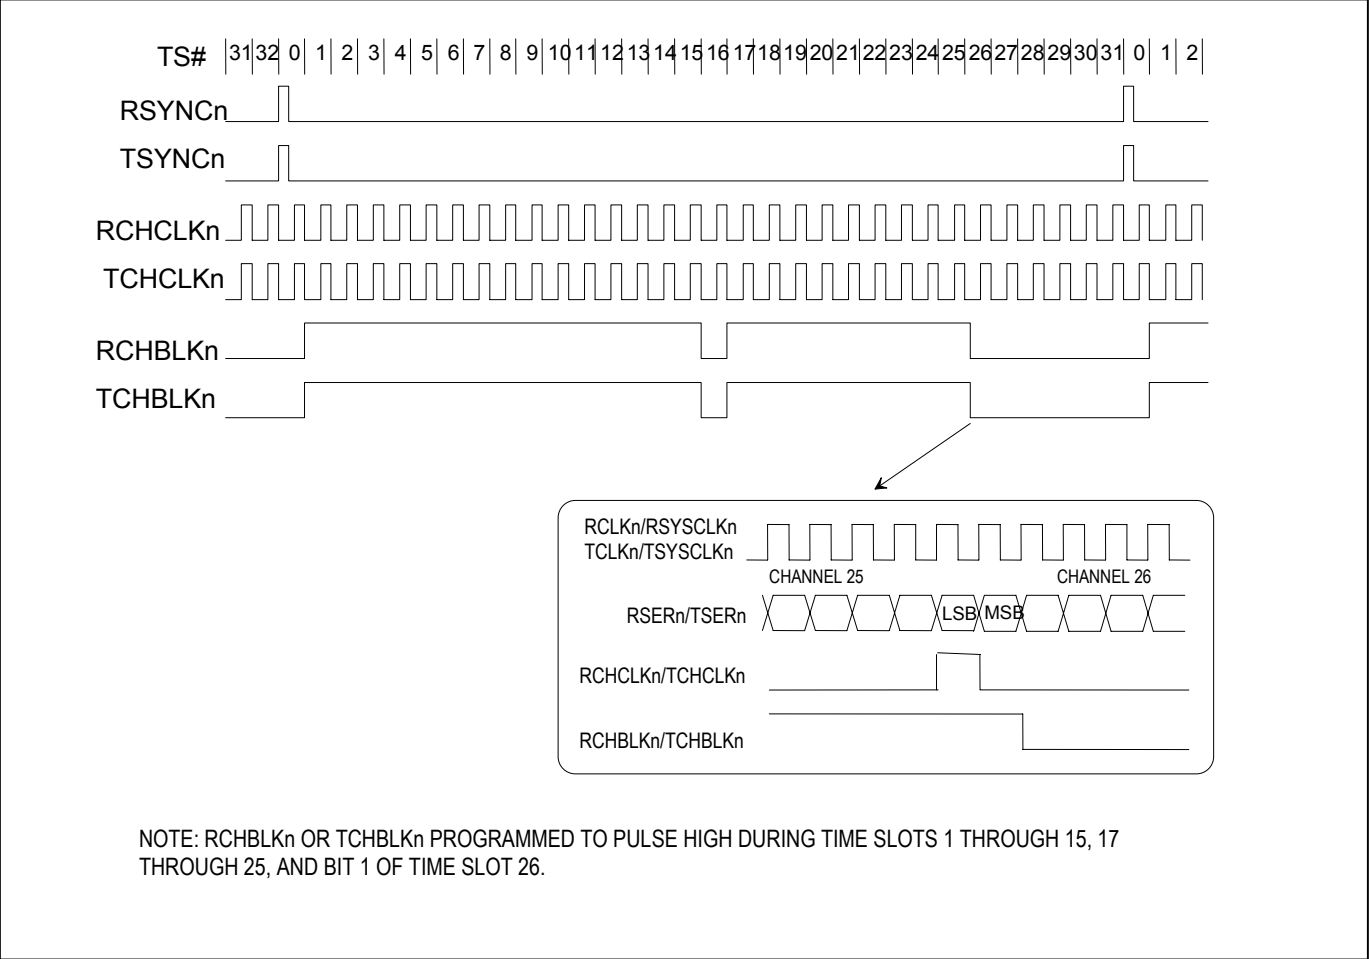 TS# 31 32 0 1 2 3 4 5 6 7 8 9 10 11 12 13 14 15 16 17 18 19 20 21 22 23 24 25 26 27 28 29 30 31 0 1 2
RSYNCn
TSYNCn
RCHCLKn
TCHCLKn
RCHBLKn
TCHBLKn
RCLKn/RSYSCLKn
TCLKn/TSYSCLKn
CHANNEL 25 CHANNEL 26
RSERn/TSERn LSB MSB
RCHCLKn/TCHCLKn
RCHBLKn/TCHBLKn
NOTE: RCHBLKn OR TCHBLKn PROGRAMMED TO PULSE HIGH DURING TIME SLOTS 1 THROUGH 15, 17
THROUGH 25, AND BIT 1 OF TIME SLOT 26.